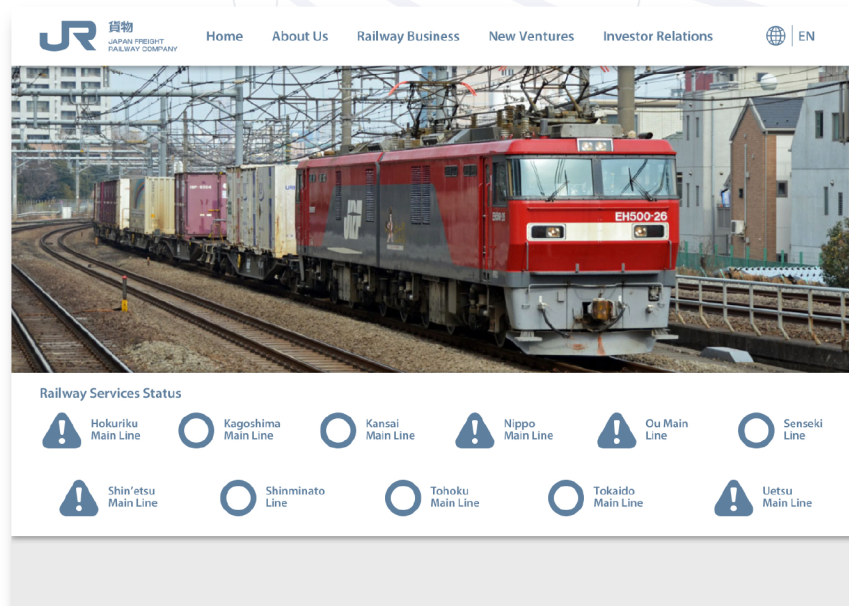 JR 貨物
JAPAN FREIGHT
RAILWAY COMPANY
Home About Us Railway Business New Ventures Investor Relations EN
EH500-26
JRF
Railway Services Status
Hokuriku
Main Line
Kagoshima
Main Line
Kansai
Main Line
Nippo
Main Line
Ou Main
Line
Senseki
Line
Shin'etsu
Main Line
Shinminato
Line
Tohoku
Main Line
Tokaido
Main Line
Uetsu
Main Line